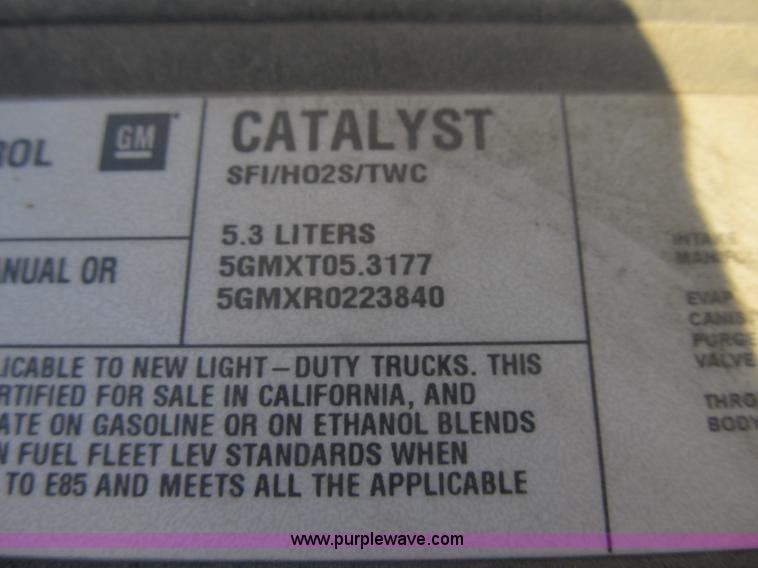 ROL
GM
CATALYST
SFI/HO2S/TWC
5.3 LITERS
5GMXT05.3177
5GMXR0223840
ANUAL OR
LICABLE TO NEW LIGHT-DUTY TRUCKS. THIS
RTIFIED FOR SALE IN CALIFORNIA, AND
ATE ON GASOLINE OR ON ETHANOL BLENDS
N FUEL FLEET LEV STANDARDS WHEN
TO E85 AND MEETS ALL THE APPLICABLE
INTAKE
MANIFOL
EVAP
CANIS
PURGE
VALVE
THRO
BODY
www.purplewave.com